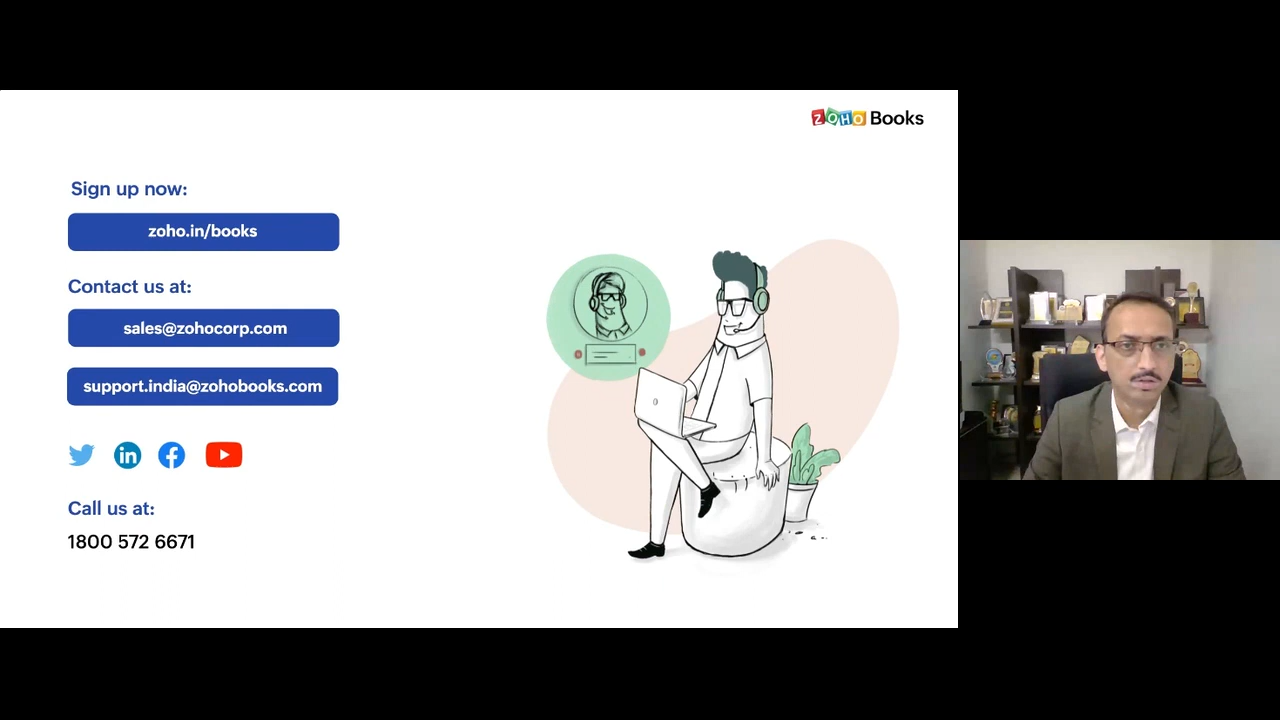 ZOHO Books
Sign up now:
zoho.in/books
Contact us at:
sales@zohocorp.com
support.india@zohobooks.com
in
Call us at:
1800 572 6671